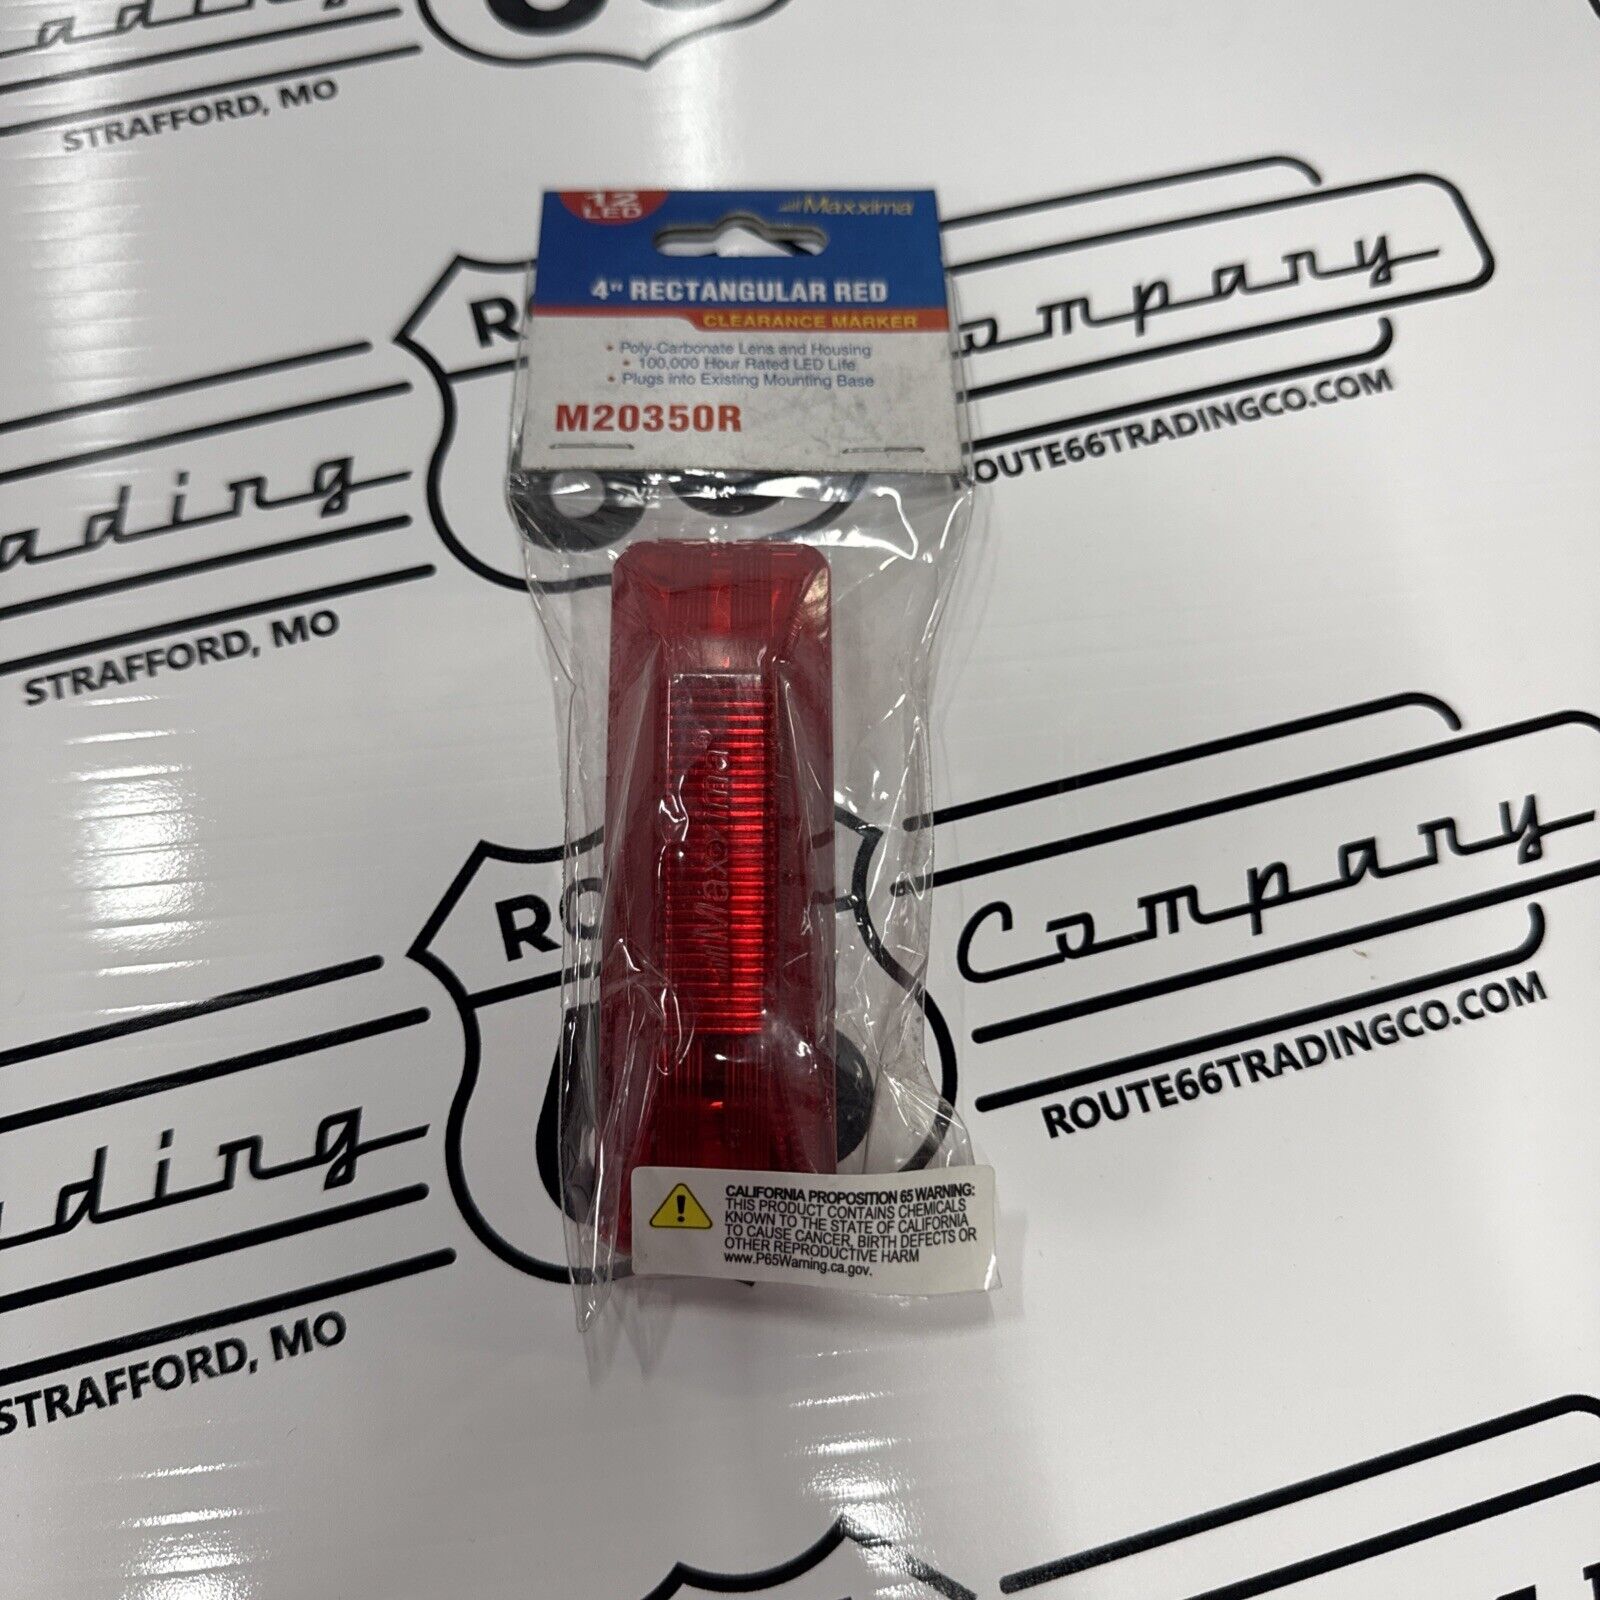 ading
STRAFFORD, MO
12
LED
Maxxima
4" RECTANGULAR RED
CLEARANCE MARKER
• Poly-Carbonate Lens and Housing
• 100,000 Hour Rated LED Life
• Plugs into Existing Mounting Base
M20350R
R
ompany
ROUTE66TRADINGCO.COM
ading
STRAFFORD, MO
Maxxima
RO
Company
ROUTE66TRADINGCO.COM
ading
STRAFFORD, MO
CALIFORNIA PROPOSITION 65 WARNING:
THIS PRODUCT CONTAINS CHEMICALS
KNOWN TO THE STATE OF CALIFORNIA
TO CAUSE CANCER, BIRTH DEFECTS OR
OTHER REPRODUCTIVE HARM
www.P65Warning.ca.gov.